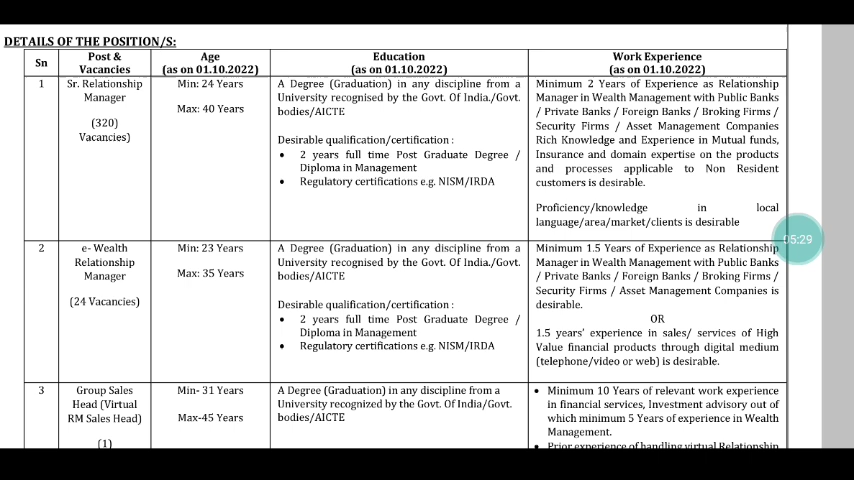 DETAILS OF THE POSITION/S:
Sn
Post &
Vacancies
Age
(as on 01.10.2022)
Education
(as on 01.10.2022)
Work Experience
(as on 01.10.2022)
1
Sr. Relationship
Manager
(320)
Vacancies)
Min: 24 Years
Max: 40 Years
A Degree (Graduation) in any discipline from a
University recognised by the Govt. Of India./Govt.
bodies/AICTE
Desirable qualification/certification :
• 2 years full time Post Graduate Degree /
Diploma in Management
• Regulatory certifications e.g. NISM/IRDA
Minimum 2 Years of Experience as Relationship
Manager in Wealth Management with Public Banks
/ Private Banks / Foreign Banks / Broking Firms /
Security Firms / Asset Management Companies
Rich Knowledge and Experience in Mutual funds,
Insurance and domain expertise on the products
and processes applicable to Non Resident
customers is desirable.
Proficiency/knowledge in local
language/area/market/clients is desirable
2
e- Wealth
Relationship
Manager
(24 Vacancies)
Min: 23 Years
Max: 35 Years
A Degree (Graduation) in any discipline from a
University recognised by the Govt. Of India./Govt.
bodies/AICTE
Desirable qualification/certification :
• 2 years full time Post Graduate Degree /
Diploma in Management
• Regulatory certifications e.g. NISM/IRDA
Minimum 1.5 Years of Experience as Relationship
Manager in Wealth Management with Public Banks
/ Private Banks / Foreign Banks / Broking Firms /
Security Firms / Asset Management Companies is
desirable.
OR
1.5 years' experience in sales/ services of High
Value financial products through digital medium
(telephone/video or web) is desirable.
05:29
3
Group Sales
Head (Virtual
RM Sales Head)
(1)
Min- 31 Years
Max-45 Years
A Degree (Graduation) in any discipline from a
University recognized by the Govt. Of India/Govt.
bodies/AICTE
• Minimum 10 Years of relevant work experience
in financial services, Investment advisory out of
which minimum 5 Years of experience in Wealth
Management.
• Prior experience of handling virtual Relationship